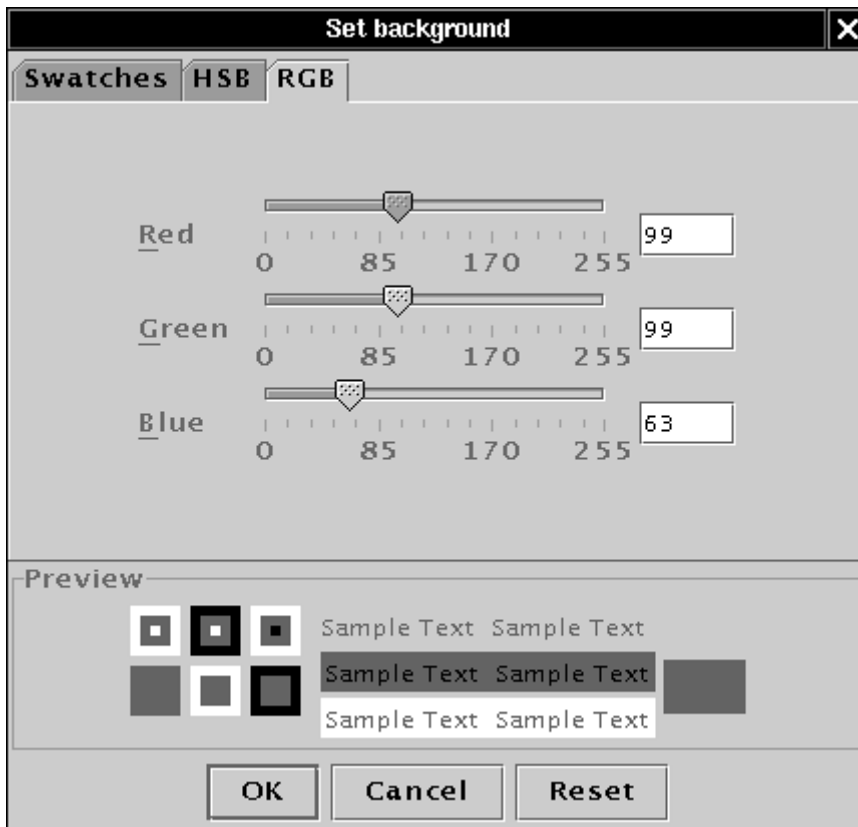 Set background
Swatches HSB RGB
Red 99
0 85 170 255
Green 99
0 85 170 255
Blue 63
0 85 170 255
Preview
Sample Text Sample Text
Sample Text Sample Text
Sample Text Sample Text
OK Cancel Reset